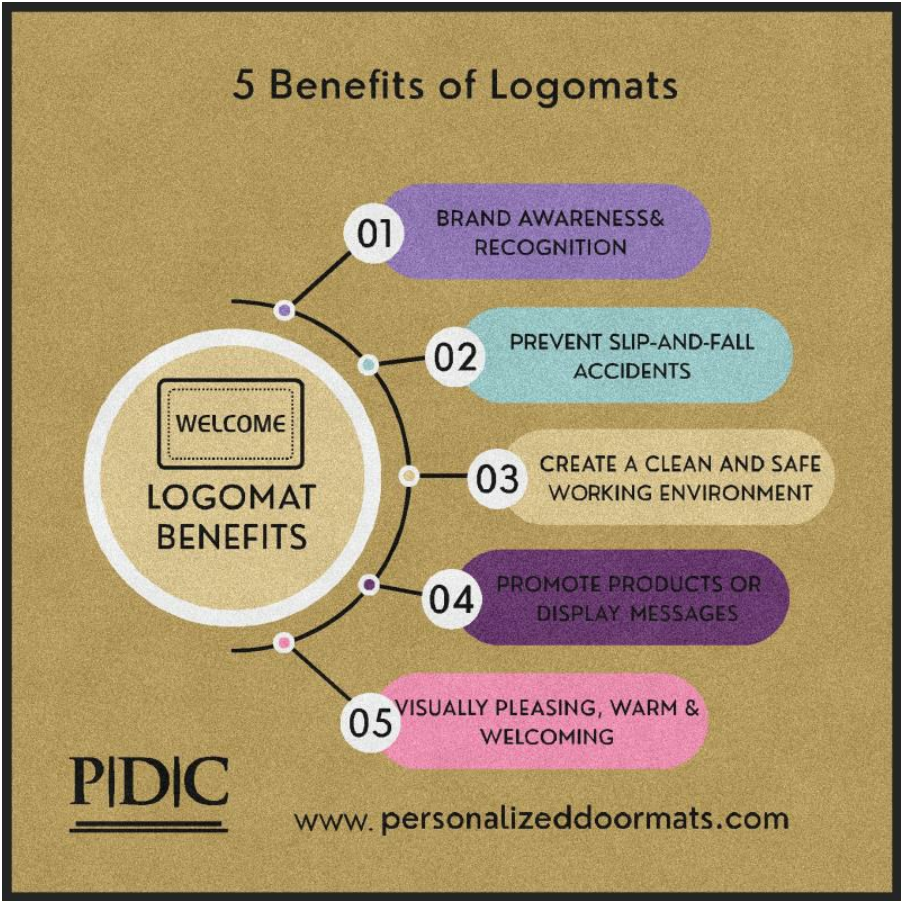 5 Benefits of Logomats
01
BRAND AWARENESS&
RECOGNITION
02
PREVENT SLIP-AND-FALL
ACCIDENTS
03
CREATE A CLEAN AND SAFE
WORKING ENVIRONMENT
04
PROMOTE PRODUCTS OR
DISPLAY MESSAGES
05
VISUALLY PLEASING, WARM &
WELCOMING
WELCOME
LOGOMAT
BENEFITS
P|D|C
www. personalizeddoormats.com